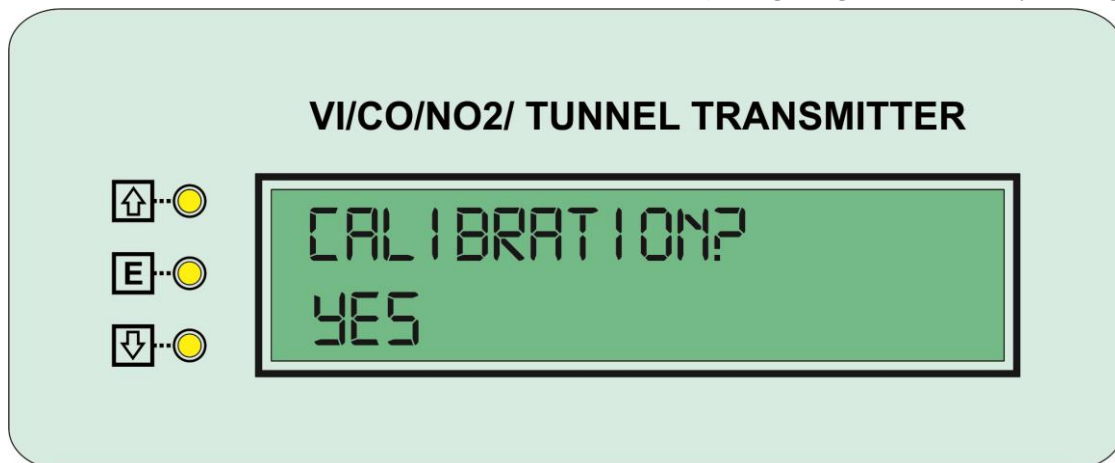 VI/CO/NO2/ TUNNEL TRANSMITTER
E
CALIBRATION?
YES